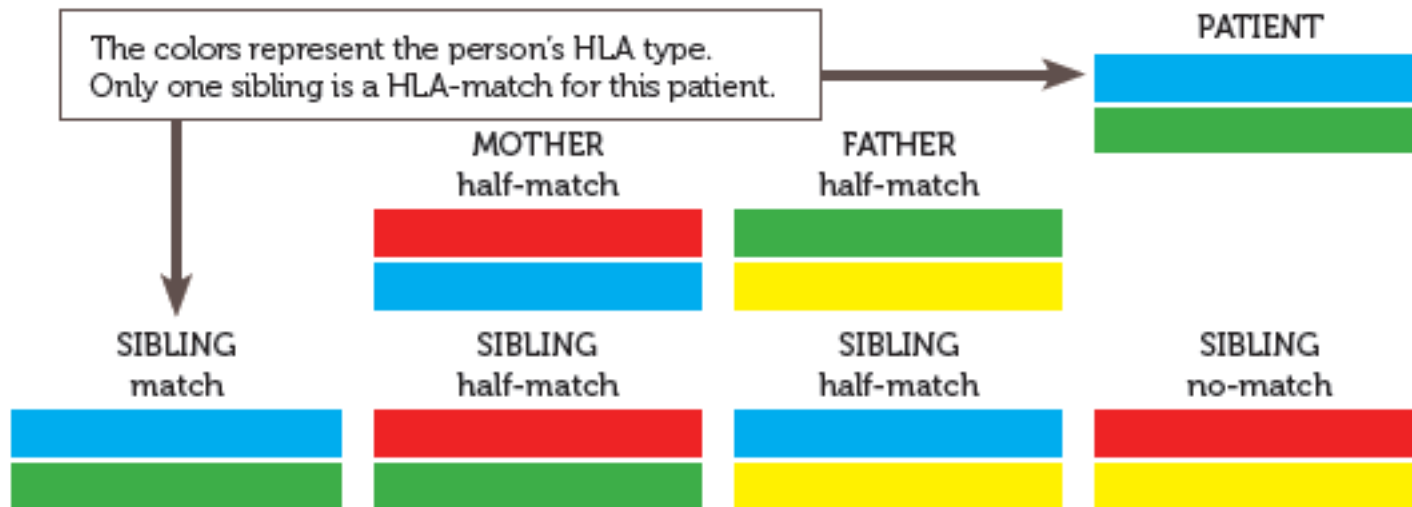 The colors represent the person's HLA type.
Only one sibling is a HLA-match for this patient.
PATIENT
MOTHER
half-match
FATHER
half-match
SIBLING
match
SIBLING
half-match
SIBLING
half-match
SIBLING
no-match